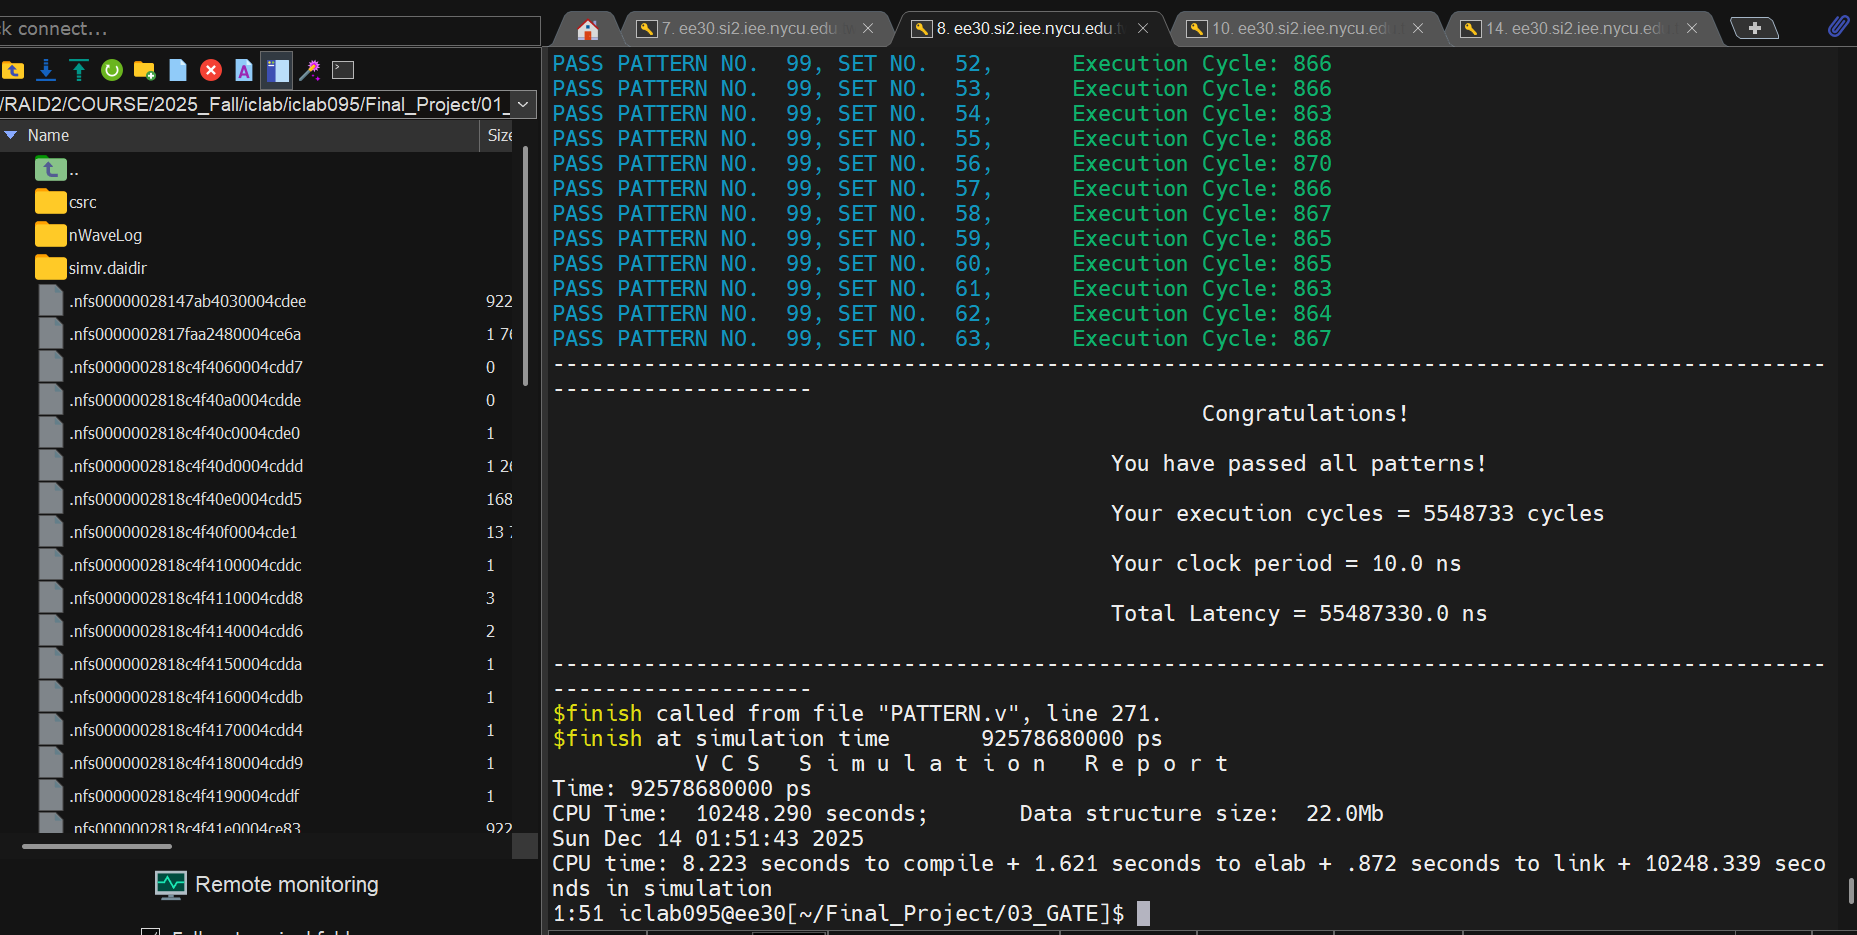 ck connect...
7. ee30.si2.iee.nycu.edu.tw
8. ee30.si2.iee.nycu.edu.t
10. ee30.si2.iee.nycu.edu
14. ee30.si2.iee.nycu.ed
/RAID2/COURSE/2025_Fall/iclab/iclab095/Final_Project/01_
Name Size
..
csrc
nWaveLog
simv.daidir
.nfs00000028147ab4030004cdee 922
.nfs0000002817faa2480004ce6a 1 76
.nfs0000002818c4f4060004cdd7 0
.nfs0000002818c4f40a0004cdde 0
.nfs0000002818c4f40c0004cde0 1
.nfs0000002818c4f40d0004cddd 1 26
.nfs0000002818c4f40e0004cdd5 168
.nfs0000002818c4f40f0004cde1 13 7
.nfs0000002818c4f4100004cddc 1
.nfs0000002818c4f4110004cdd8 3
.nfs0000002818c4f4140004cdd6 2
.nfs0000002818c4f4150004cdda 1
.nfs0000002818c4f4160004cddb 1
.nfs0000002818c4f4170004cdd4 1
.nfs0000002818c4f4180004cdd9 1
.nfs0000002818c4f4190004cddf 1
.nfs0000002818c4f41e0004ce83 922
Remote monitoring
PASS PATTERN NO.  99, SET NO.  52,      Execution Cycle: 866
PASS PATTERN NO.  99, SET NO.  53,      Execution Cycle: 866
PASS PATTERN NO.  99, SET NO.  54,      Execution Cycle: 863
PASS PATTERN NO.  99, SET NO.  55,      Execution Cycle: 868
PASS PATTERN NO.  99, SET NO.  56,      Execution Cycle: 870
PASS PATTERN NO.  99, SET NO.  57,      Execution Cycle: 866
PASS PATTERN NO.  99, SET NO.  58,      Execution Cycle: 867
PASS PATTERN NO.  99, SET NO.  59,      Execution Cycle: 865
PASS PATTERN NO.  99, SET NO.  60,      Execution Cycle: 865
PASS PATTERN NO.  99, SET NO.  61,      Execution Cycle: 863
PASS PATTERN NO.  99, SET NO.  62,      Execution Cycle: 864
PASS PATTERN NO.  99, SET NO.  63,      Execution Cycle: 867
--------------------------------------------------------------------------------------------------
--------------------
Congratulations!
You have passed all patterns!
Your execution cycles = 5548733 cycles
Your clock period = 10.0 ns
Total Latency = 55487330.0 ns
--------------------------------------------------------------------------------------------------
--------------------
$finish called from file "PATTERN.v", line 271.
$finish at simulation time       92578680000 ps
V C S   S i m u l a t i o n   R e p o r t
Time: 92578680000 ps
CPU Time:  10248.290 seconds;       Data structure size:  22.0Mb
Sun Dec 14 01:51:43 2025
CPU time: 8.223 seconds to compile + 1.621 seconds to elab + .872 seconds to link + 10248.339 seco
nds in simulation
1:51 iclab095@ee30[~/Final_Project/03_GATE]$